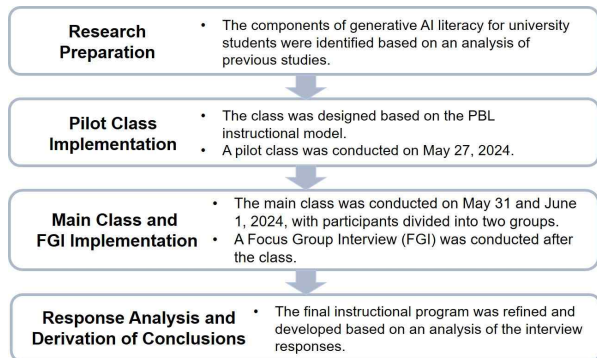 Research
Preparation
• The components of generative AI literacy for university
students were identified based on an analysis of
previous studies.
Pilot Class
Implementation
• The class was designed based on the PBL
instructional model.
• A pilot class was conducted on May 27, 2024.
Main Class and
FGI Implementation
• The main class was conducted on May 31 and June
1, 2024, with participants divided into two groups.
• A Focus Group Interview (FGI) was conducted after
the class.
Response Analysis and
Derivation of Conclusions
• The final instructional program was refined and
developed based on an analysis of the interview
responses.